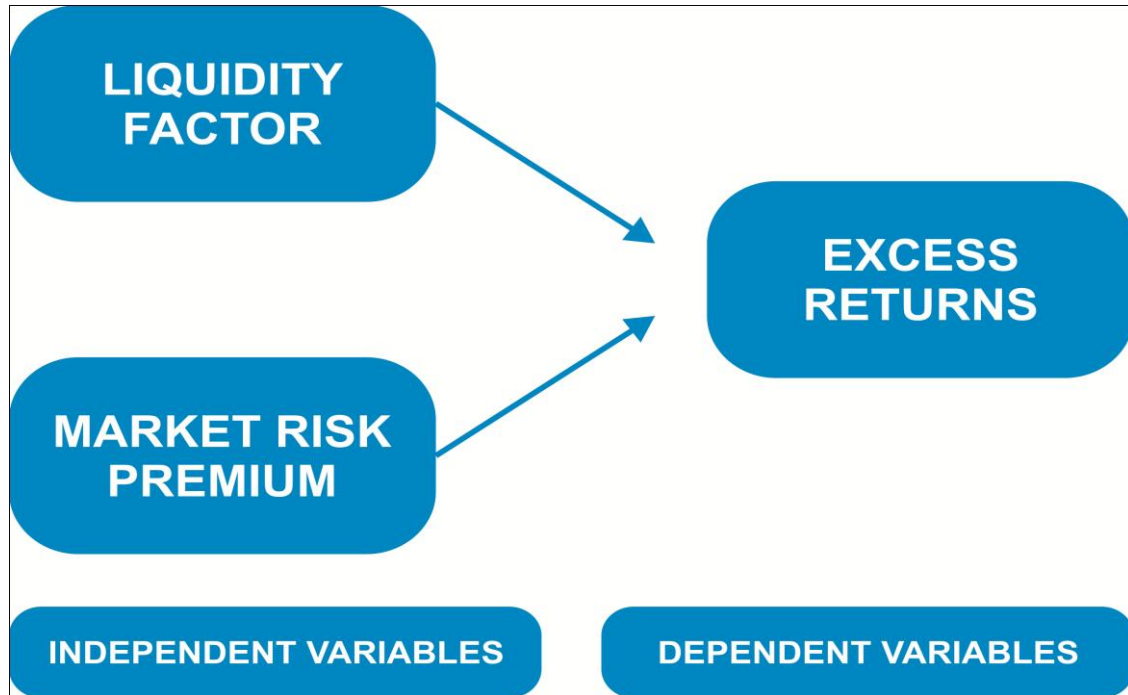 LIQUIDITY
FACTOR
EXCESS
RETURNS
MARKET RISK
PREMIUM
INDEPENDENT VARIABLES
DEPENDENT VARIABLES